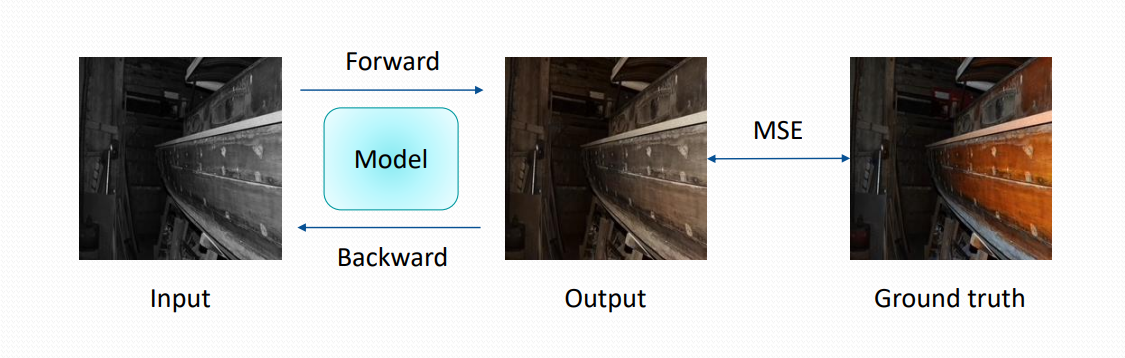 Forward
Model
MSE
Backward
Input
Output
Ground truth